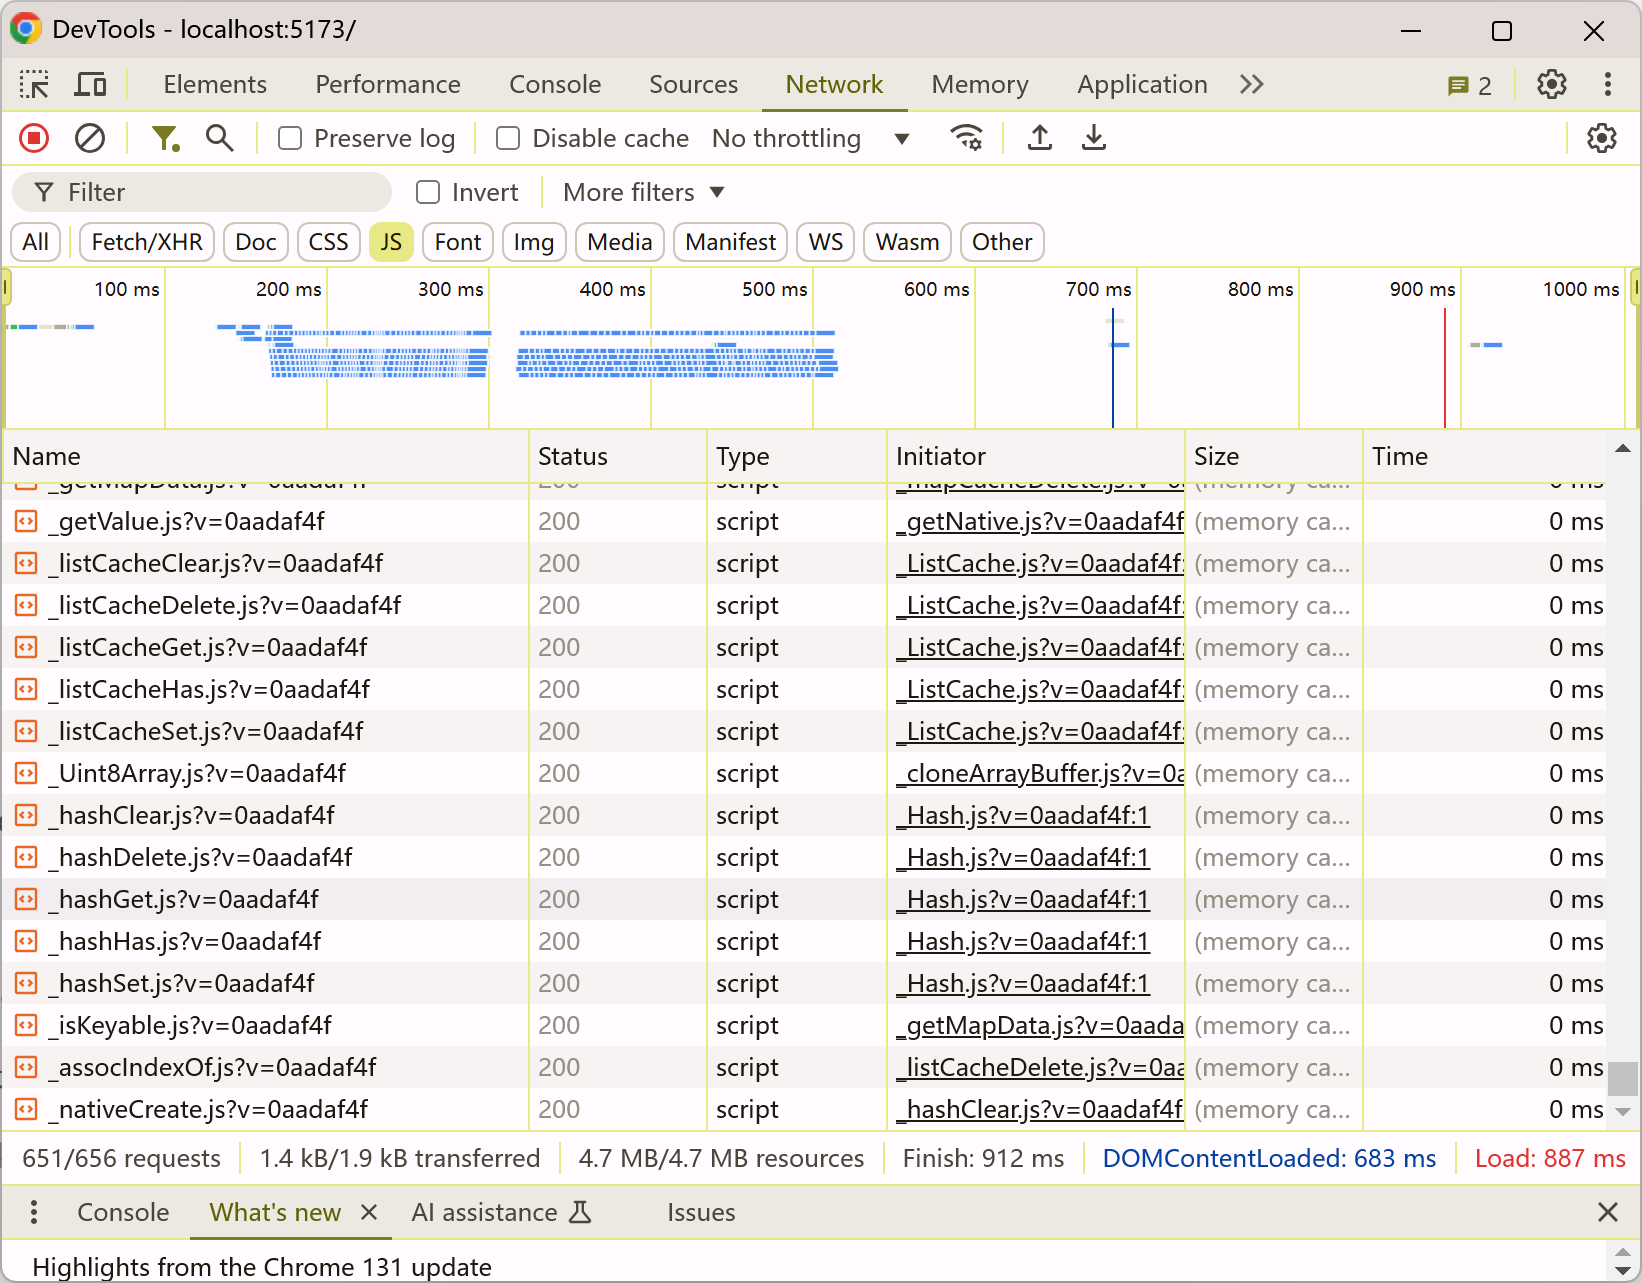 DevTools - localhost:5173/
Elements Performance Console Sources Network Memory Application 2
Preserve log Disable cache No throttling
Filter Invert More filters
All Fetch/XHR Doc CSS JS Font Img Media Manifest WS Wasm Other
100 ms 200 ms 300 ms 400 ms 500 ms 600 ms 700 ms 800 ms 900 ms 1000 ms
Name Status Type Initiator Size Time
_getMapData.js?v=0aadaf4f 200 script _mapCacheDelete.js?v=0a (memory ca... 0 ms
_getValue.js?v=0aadaf4f 200 script _getNative.js?v=0aadaf4f (memory ca... 0 ms
_listCacheClear.js?v=0aadaf4f 200 script _ListCache.js?v=0aadaf4f: (memory ca... 0 ms
_listCacheDelete.js?v=0aadaf4f 200 script _ListCache.js?v=0aadaf4f: (memory ca... 0 ms
_listCacheGet.js?v=0aadaf4f 200 script _ListCache.js?v=0aadaf4f: (memory ca... 0 ms
_listCacheHas.js?v=0aadaf4f 200 script _ListCache.js?v=0aadaf4f: (memory ca... 0 ms
_listCacheSet.js?v=0aadaf4f 200 script _ListCache.js?v=0aadaf4f: (memory ca... 0 ms
_Uint8Array.js?v=0aadaf4f 200 script _cloneArrayBuffer.js?v=0a (memory ca... 0 ms
_hashClear.js?v=0aadaf4f 200 script _Hash.js?v=0aadaf4f:1 (memory ca... 0 ms
_hashDelete.js?v=0aadaf4f 200 script _Hash.js?v=0aadaf4f:1 (memory ca... 0 ms
_hashGet.js?v=0aadaf4f 200 script _Hash.js?v=0aadaf4f:1 (memory ca... 0 ms
_hashHas.js?v=0aadaf4f 200 script _Hash.js?v=0aadaf4f:1 (memory ca... 0 ms
_hashSet.js?v=0aadaf4f 200 script _Hash.js?v=0aadaf4f:1 (memory ca... 0 ms
_isKeyable.js?v=0aadaf4f 200 script _getMapData.js?v=0aada (memory ca... 0 ms
_assocIndexOf.js?v=0aadaf4f 200 script _listCacheDelete.js?v=0aa (memory ca... 0 ms
_nativeCreate.js?v=0aadaf4f 200 script _hashClear.js?v=0aadaf4f (memory ca... 0 ms
651/656 requests 1.4 kB/1.9 kB transferred 4.7 MB/4.7 MB resources Finish: 912 ms DOMContentLoaded: 683 ms Load: 887 ms
Console What's new AI assistance Issues
Highlights from the Chrome 131 update